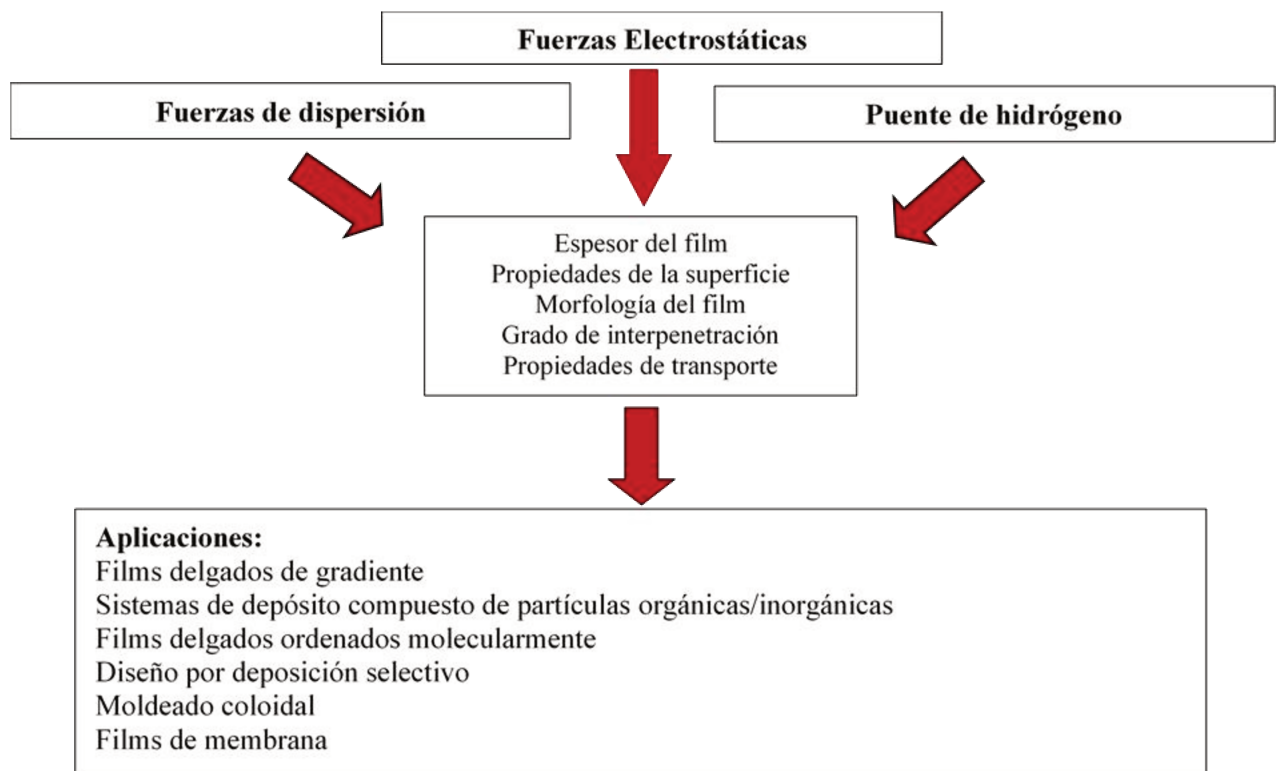 Fuerzas Electrostáticas
Fuerzas de dispersión
Puente de hidrógeno
Espesor del film
Propiedades de la superficie
Morfología del film
Grado de interpenetración
Propiedades de transporte
Aplicaciones:
Films delgados de gradiente
Sistemas de depósito compuesto de partículas orgánicas/inorgánicas
Films delgados ordenados molecularmente
Diseño por deposición selectivo
Moldeado coloidal
Films de membrana